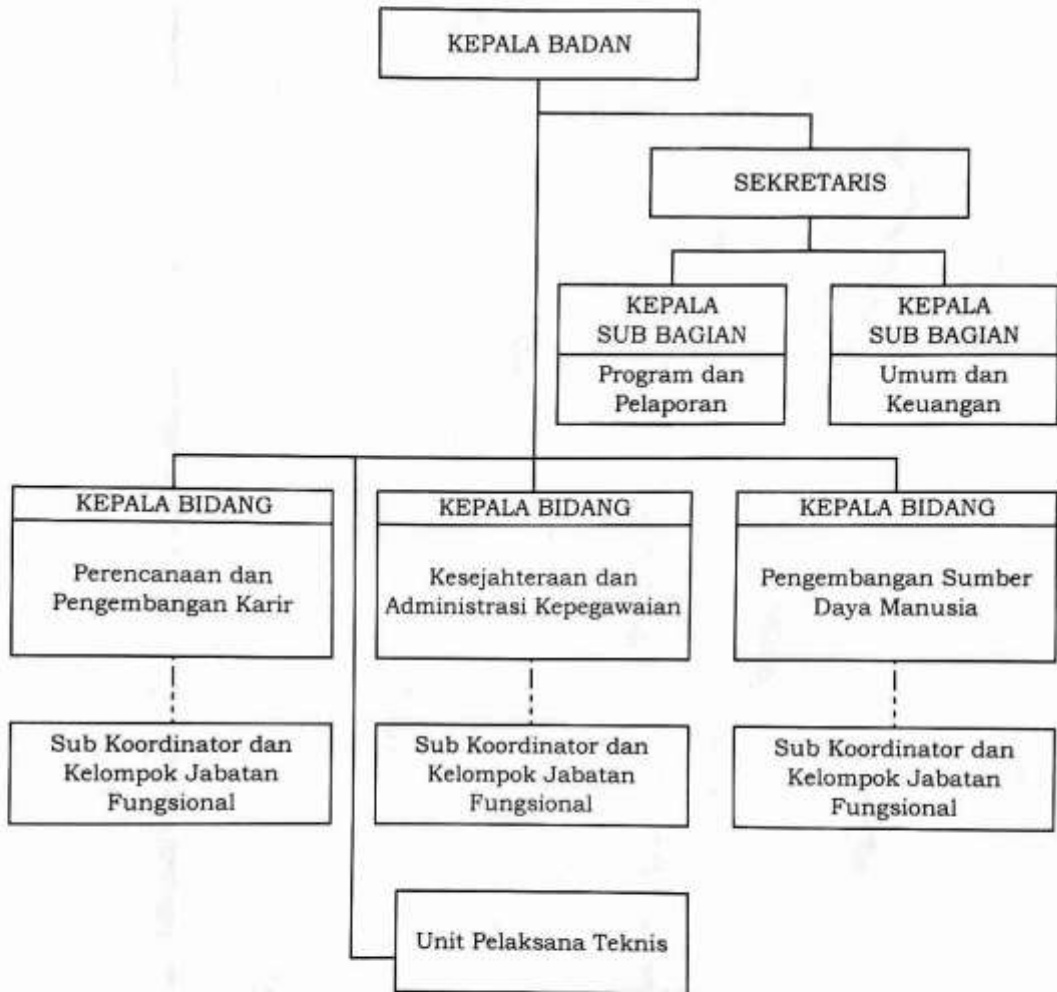 KEPALA BADAN
SEKRETARIS
KEPALA
SUB BAGIAN
Program dan
Pelaporan
KEPALA
SUB BAGIAN
Umum dan
Keuangan
KEPALA BIDANG
Perencanaan dan
Pengembangan Karir
KEPALA BIDANG
Kesejahteraan dan
Administrasi Kepegawaian
KEPALA BIDANG
Pengembangan Sumber
Daya Manusia
Sub Koordinator dan
Kelompok Jabatan
Fungsional
Sub Koordinator dan
Kelompok Jabatan
Fungsional
Sub Koordinator dan
Kelompok Jabatan
Fungsional
Unit Pelaksana Teknis